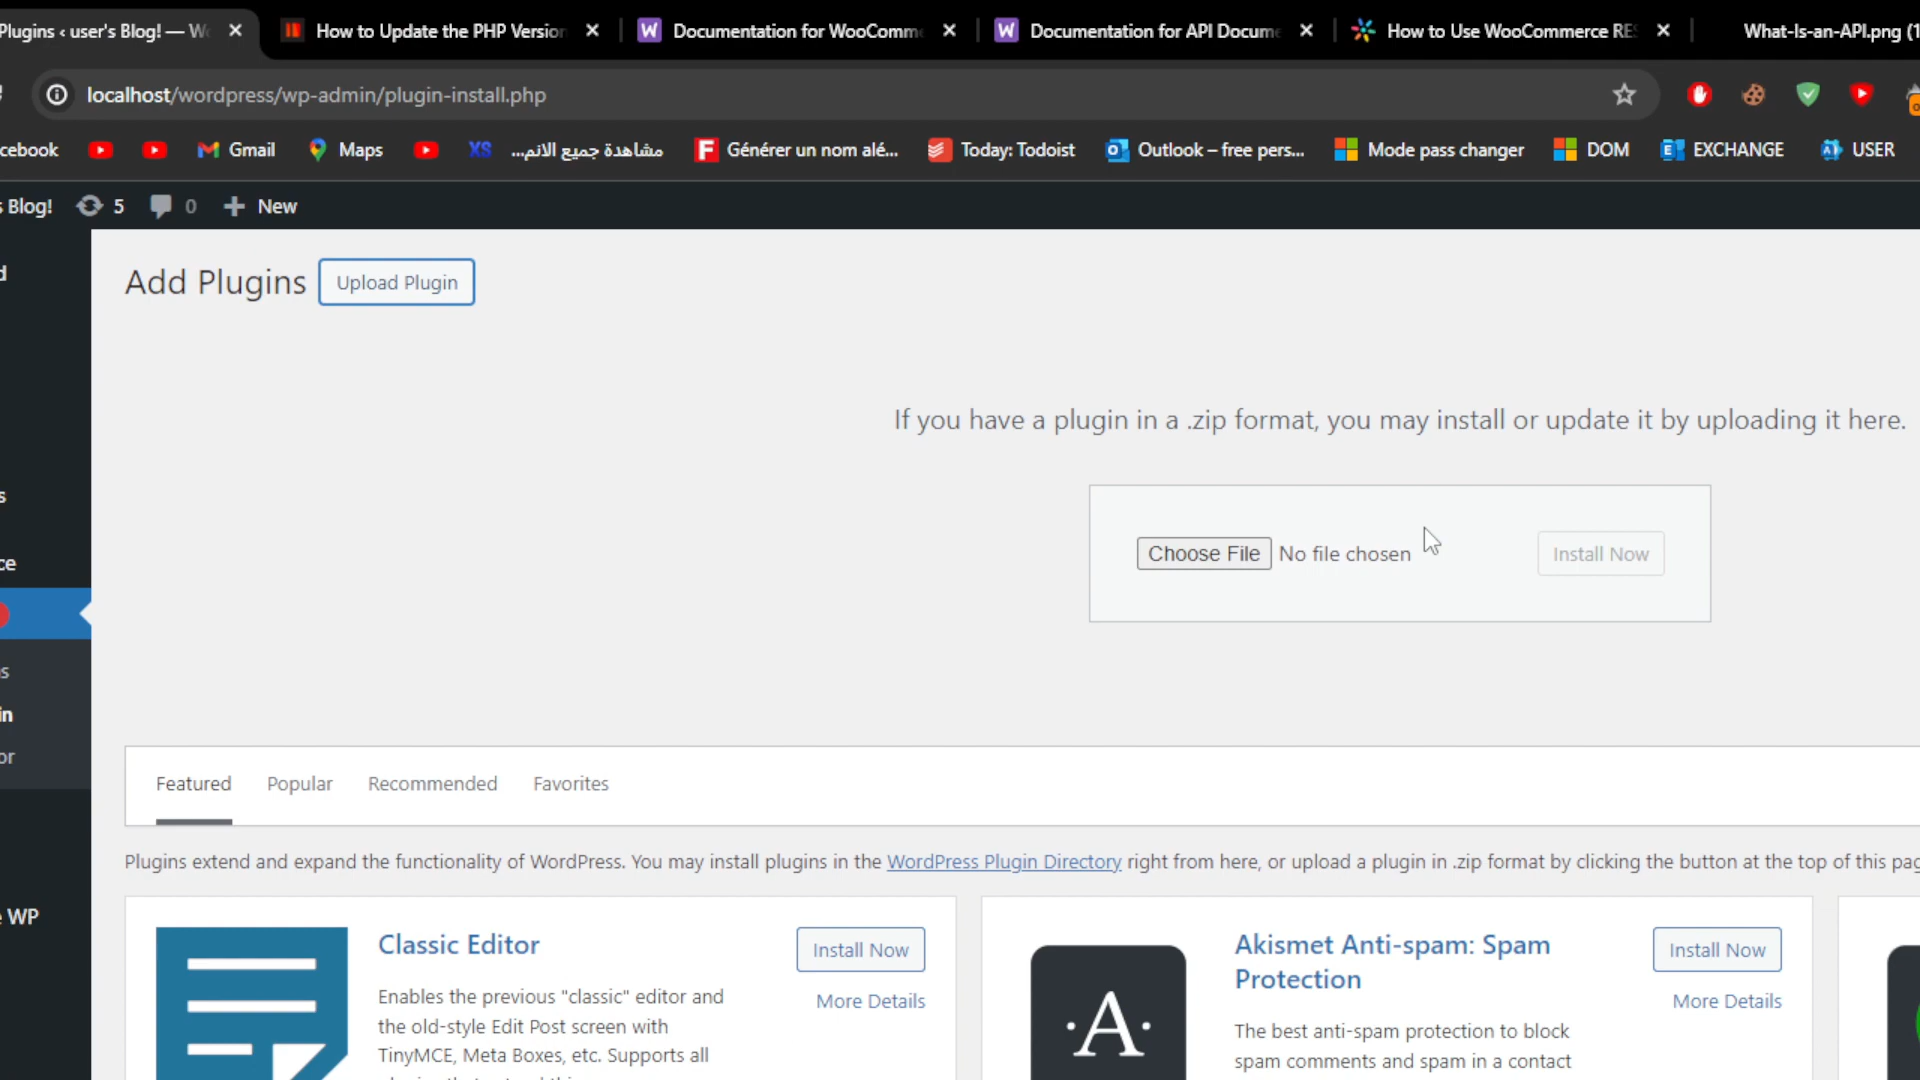 Plugins ‹ user's Blog! — W
How to Update the PHP Version
Documentation for WooComm
Documentation for API Docum
How to Use WooCommerce RE
What-Is-an-API.png (1
localhost/wordpress/wp-admin/plugin-install.php
cebook
Gmail
Maps
XS
مشاهدة جميع الانم...
Générer un nom alé...
Today: Todoist
Outlook – free pers...
Mode pass changer
DOM
EXCHANGE
USER
s Blog!
5
0
New
d
Add Plugins
Upload Plugin
If you have a plugin in a .zip format, you may install or update it by uploading it here.
s
Choose File
No file chosen
Install Now
ce
s
in
or
Featured
Popular
Recommended
Favorites
Plugins extend and expand the functionality of WordPress. You may install plugins in the WordPress Plugin Directory right from here, or upload a plugin in .zip format by clicking the button at the top of this pag
e WP
Classic Editor
Install Now
More Details
Enables the previous "classic" editor and
the old-style Edit Post screen with
TinyMCE, Meta Boxes, etc. Supports all
Akismet Anti-spam: Spam
Protection
Install Now
More Details
·A·
The best anti-spam protection to block
spam comments and spam in a contact